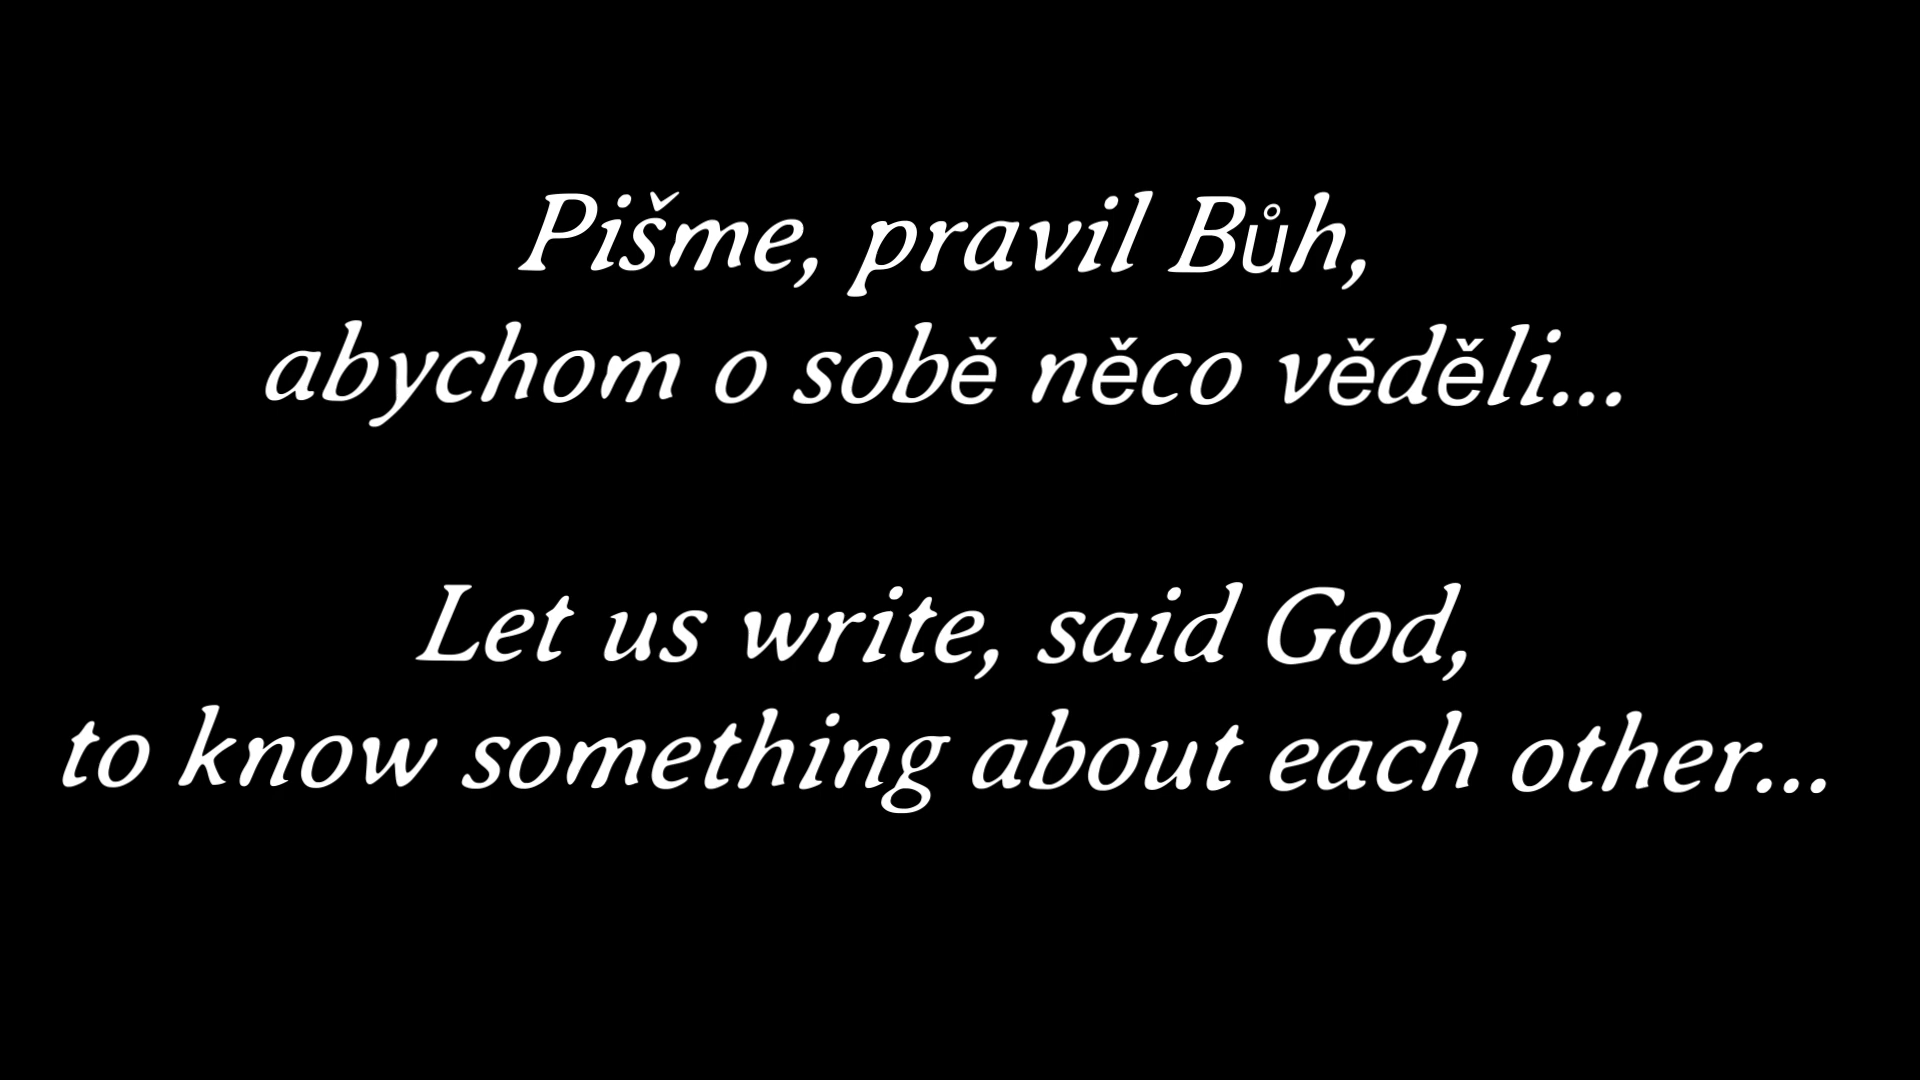 Pišme, pravil Bůh,
abychom o sobě něco věděli...
Let us write, said God,
to know something about each other...